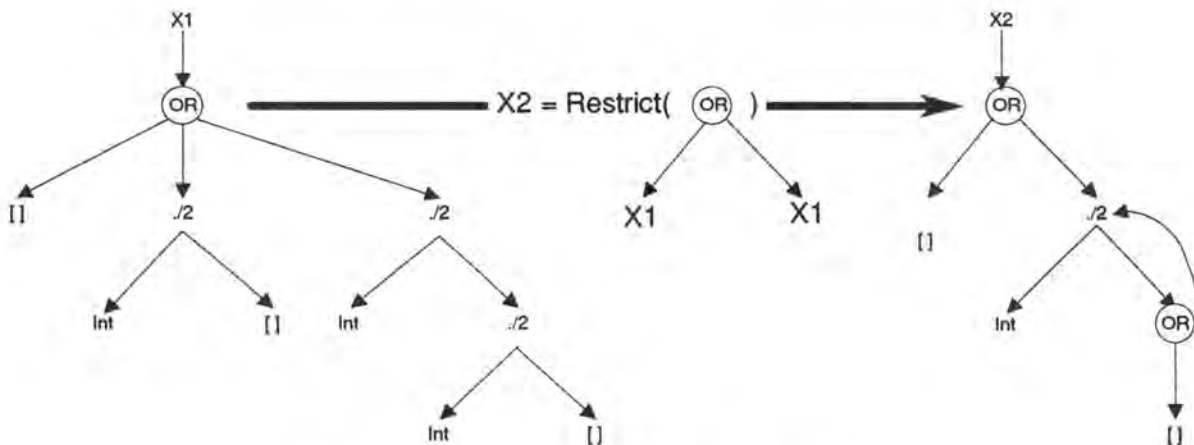 X1 X2
OR X2 = Restrict( OR ) OR
[ ] ./2 ./2 X1 X1 ./2
[ ]
Int [ ] Int ./2 Int OR
Int [ ] [ ]